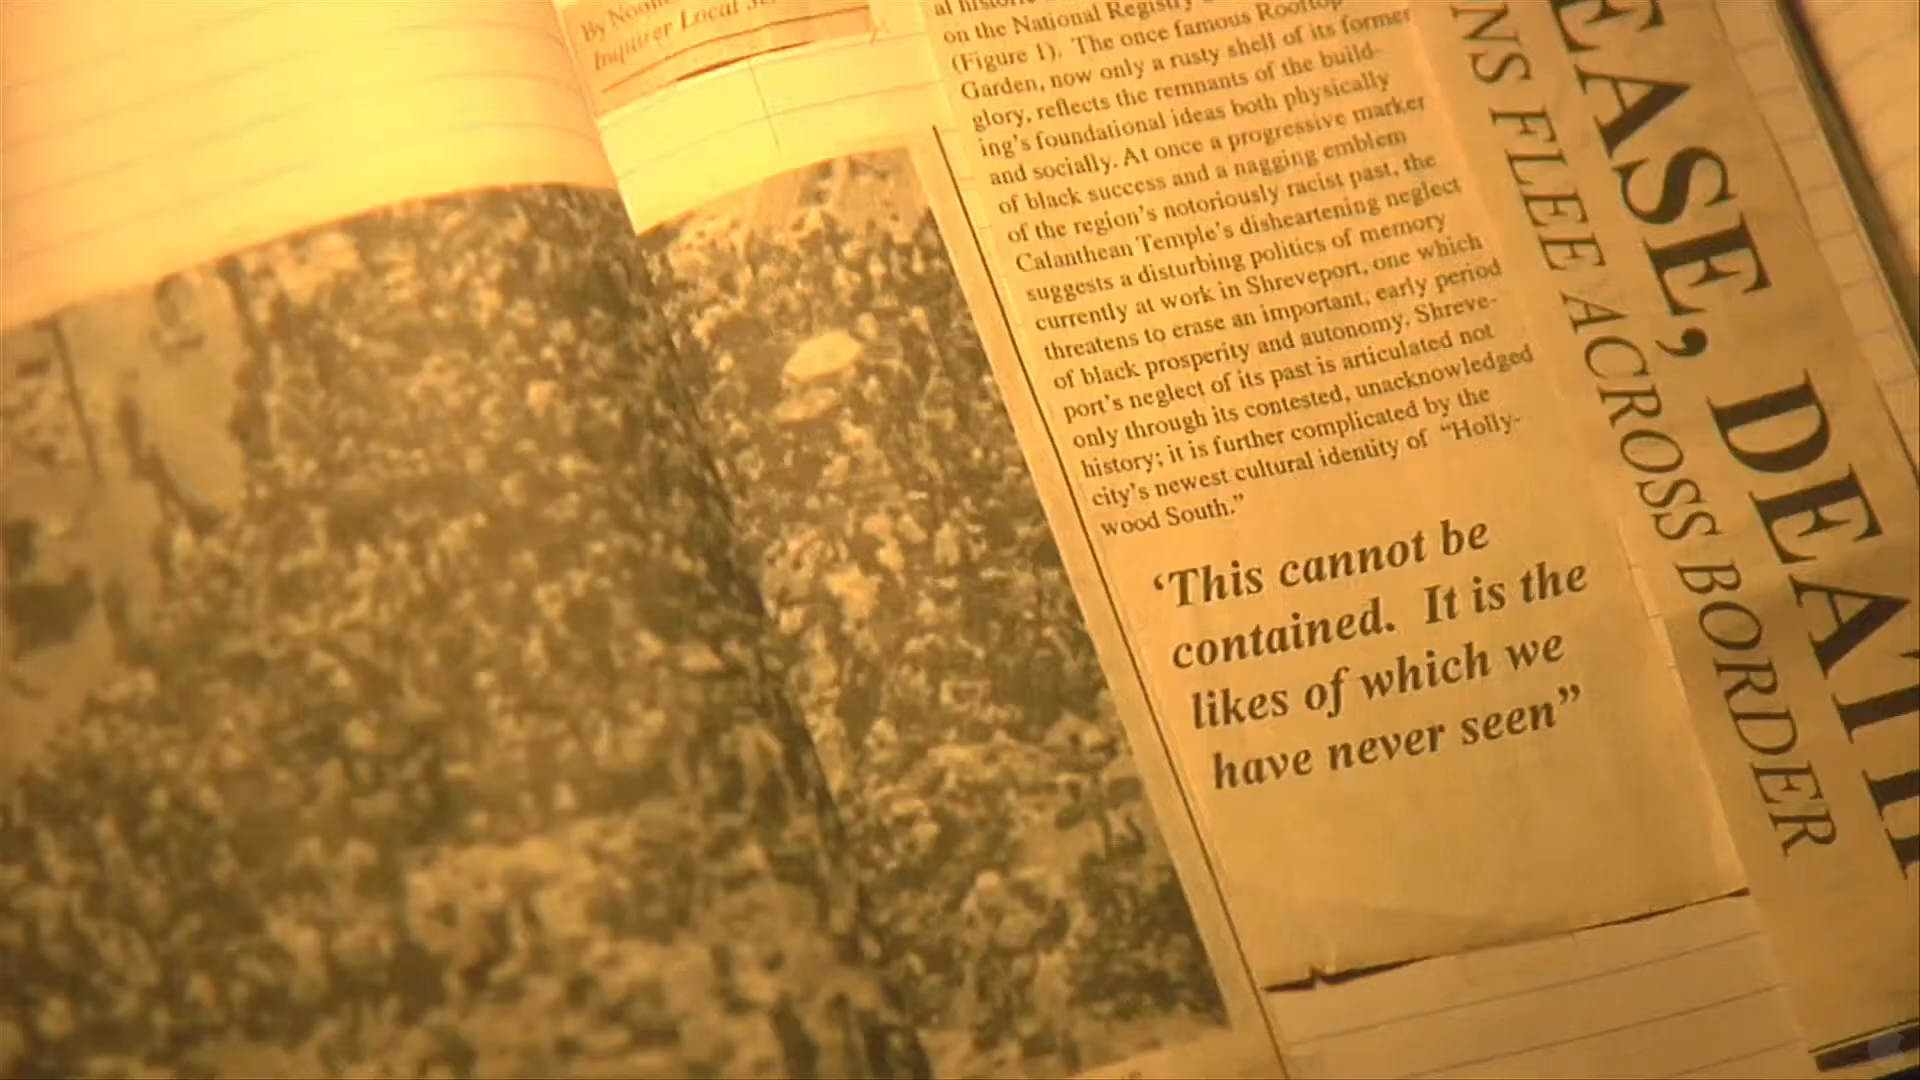 By Noom
Inquirer Local
on the National Registry
(Figure 1). The once famous Rooftop
Garden, now only a rusty shell of its former
glory, reflects the remnants of the build-
ing's foundational ideas both physically
and socially. At once a progressive marker
of black success and a nagging emblem
of the region's notoriously racist past, the
Calanthean Temple's disheartening neglect
suggests a disturbing politics of memory
currently at work in Shreveport, one which
threatens to erase an important, early period
of black prosperity and autonomy. Shreve-
port's neglect of its past is articulated not
only through its contested, unacknowledged
history; it is further complicated by the
city's newest cultural identity of "Holly-
wood South."
‘This cannot be
contained. It is the
likes of which we
have never seen”
NS FLEE ACROSS BORDER
EASE, DEATH